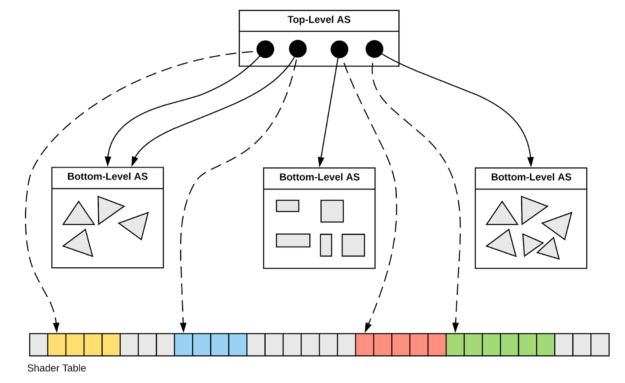 Top-Level AS
Bottom-Level AS
Bottom-Level AS
Bottom-Level AS
Shader Table